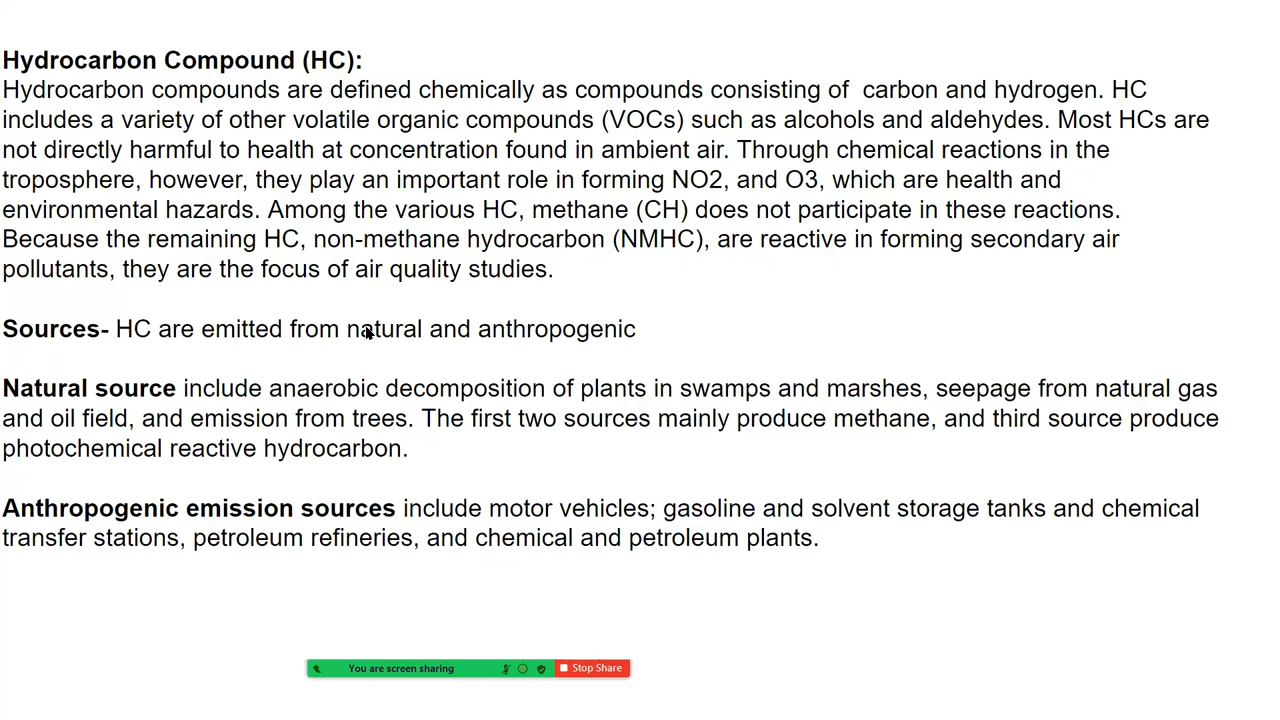 Hydrocarbon Compound (HC):
Hydrocarbon compounds are defined chemically as compounds consisting of  carbon and hydrogen. HC
includes a variety of other volatile organic compounds (VOCs) such as alcohols and aldehydes. Most HCs are
not directly harmful to health at concentration found in ambient air. Through chemical reactions in the
troposphere, however, they play an important role in forming NO2, and O3, which are health and
environmental hazards. Among the various HC, methane (CH) does not participate in these reactions.
Because the remaining HC, non-methane hydrocarbon (NMHC), are reactive in forming secondary air
pollutants, they are the focus of air quality studies.
Sources- HC are emitted from natural and anthropogenic
Natural source include anaerobic decomposition of plants in swamps and marshes, seepage from natural gas
and oil field, and emission from trees. The first two sources mainly produce methane, and third source produce
photochemical reactive hydrocarbon.
Anthropogenic emission sources include motor vehicles; gasoline and solvent storage tanks and chemical
transfer stations, petroleum refineries, and chemical and petroleum plants.
You are screen sharing Stop Share